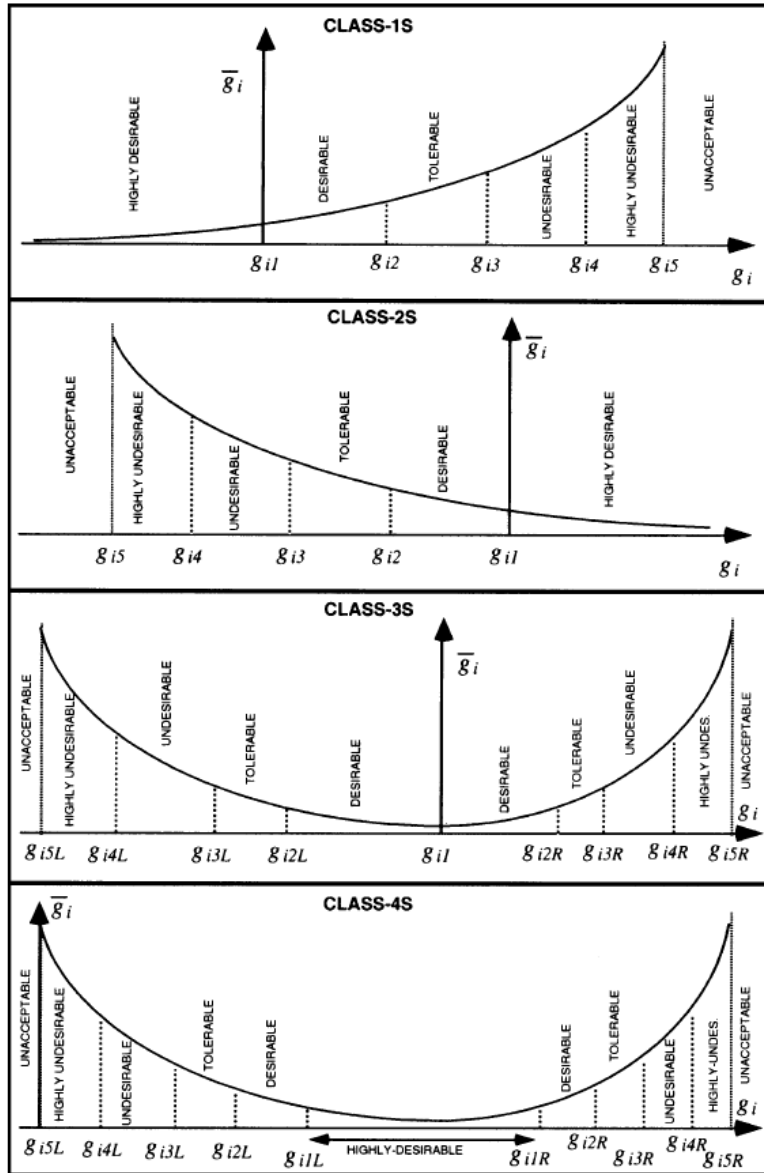 CLASS-1S
g̅i
HIGHLY DESIRABLE
DESIRABLE
TOLERABLE
UNDESIRABLE
HIGHLY UNDESIRABLE
UNACCEPTABLE
gi1 gi2 gi3 gi4 gi5 gi
CLASS-2S
g̅i
UNACCEPTABLE
HIGHLY UNDESIRABLE
UNDESIRABLE
TOLERABLE
DESIRABLE
HIGHLY DESIRABLE
gi5 gi4 gi3 gi2 gi1 gi
CLASS-3S
g̅i
UNACCEPTABLE
HIGHLY UNDESIRABLE
UNDESIRABLE
TOLERABLE
DESIRABLE
DESIRABLE
TOLERABLE
UNDESIRABLE
HIGHLY UNDES.
UNACCEPTABLE
gi
gi5L gi4L gi3L gi2L gi1 gi2R gi3R gi4R gi5R
CLASS-4S
g̅i
UNACCEPTABLE
HIGHLY UNDESIRABLE
UNDESIRABLE
TOLERABLE
DESIRABLE
DESIRABLE
TOLERABLE
UNDESIRABLE
HIGHLY-UNDES.
UNACCEPTABLE
gi
gi5L gi4L gi3L gi2L gi1L HIGHLY-DESIRABLE gi1R gi2R gi3R gi4R gi5R